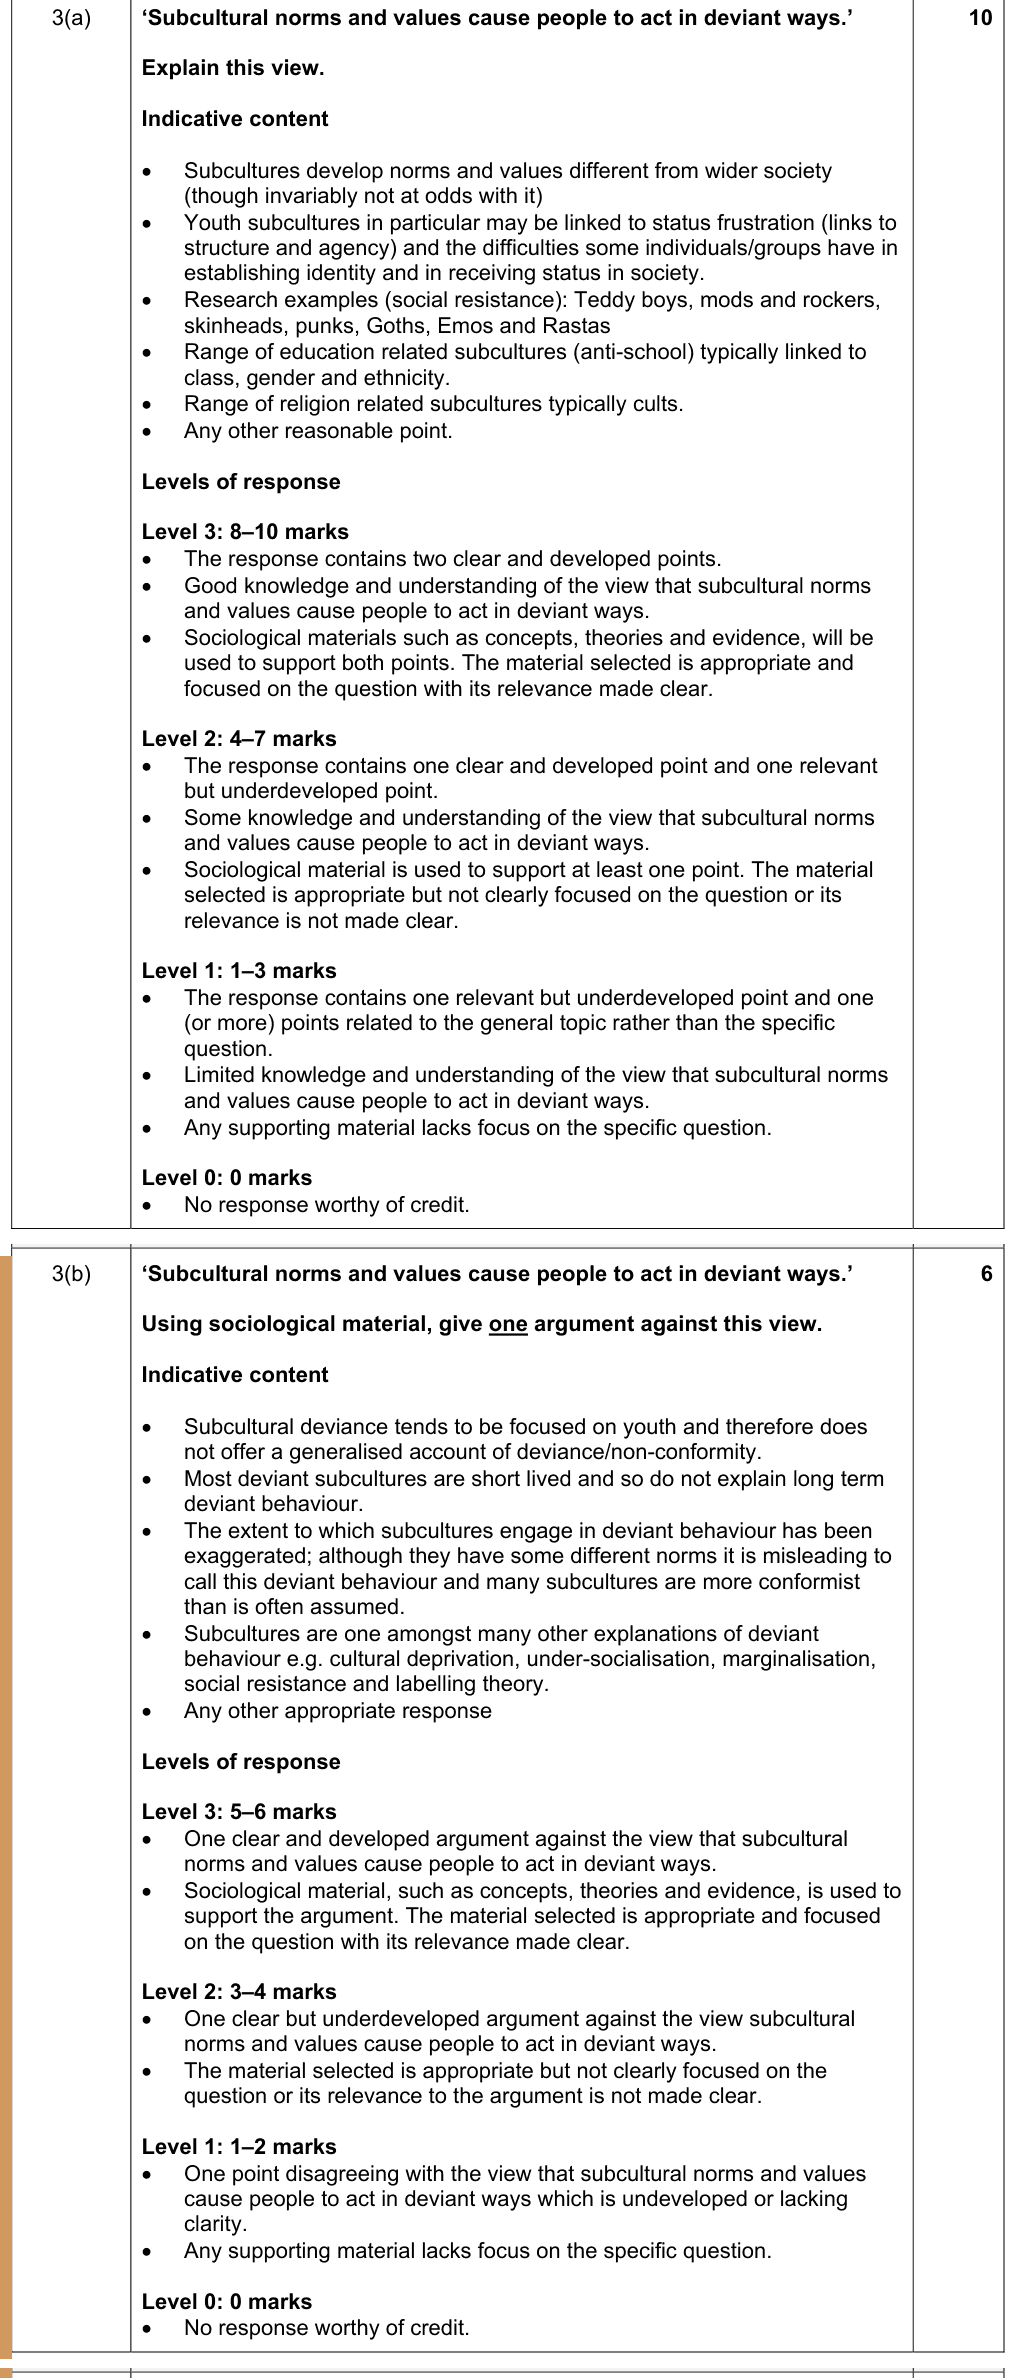 3(a) ‘Subcultural norms and values cause people to act in deviant ways.’ 10
Explain this view.
Indicative content
• Subcultures develop norms and values different from wider society
(though invariably not at odds with it)
• Youth subcultures in particular may be linked to status frustration (links to
structure and agency) and the difficulties some individuals/groups have in
establishing identity and in receiving status in society.
• Research examples (social resistance): Teddy boys, mods and rockers,
skinheads, punks, Goths, Emos and Rastas
• Range of education related subcultures (anti-school) typically linked to
class, gender and ethnicity.
• Range of religion related subcultures typically cults.
• Any other reasonable point.
Levels of response
Level 3: 8–10 marks
• The response contains two clear and developed points.
• Good knowledge and understanding of the view that subcultural norms
and values cause people to act in deviant ways.
• Sociological materials such as concepts, theories and evidence, will be
used to support both points. The material selected is appropriate and
focused on the question with its relevance made clear.
Level 2: 4–7 marks
• The response contains one clear and developed point and one relevant
but underdeveloped point.
• Some knowledge and understanding of the view that subcultural norms
and values cause people to act in deviant ways.
• Sociological material is used to support at least one point. The material
selected is appropriate but not clearly focused on the question or its
relevance is not made clear.
Level 1: 1–3 marks
• The response contains one relevant but underdeveloped point and one
(or more) points related to the general topic rather than the specific
question.
• Limited knowledge and understanding of the view that subcultural norms
and values cause people to act in deviant ways.
• Any supporting material lacks focus on the specific question.
Level 0: 0 marks
• No response worthy of credit.
3(b) ‘Subcultural norms and values cause people to act in deviant ways.’ 6
Using sociological material, give one argument against this view.
Indicative content
• Subcultural deviance tends to be focused on youth and therefore does
not offer a generalised account of deviance/non-conformity.
• Most deviant subcultures are short lived and so do not explain long term
deviant behaviour.
• The extent to which subcultures engage in deviant behaviour has been
exaggerated; although they have some different norms it is misleading to
call this deviant behaviour and many subcultures are more conformist
than is often assumed.
• Subcultures are one amongst many other explanations of deviant
behaviour e.g. cultural deprivation, under-socialisation, marginalisation,
social resistance and labelling theory.
• Any other appropriate response
Levels of response
Level 3: 5–6 marks
• One clear and developed argument against the view that subcultural
norms and values cause people to act in deviant ways.
• Sociological material, such as concepts, theories and evidence, is used to
support the argument. The material selected is appropriate and focused
on the question with its relevance made clear.
Level 2: 3–4 marks
• One clear but underdeveloped argument against the view subcultural
norms and values cause people to act in deviant ways.
• The material selected is appropriate but not clearly focused on the
question or its relevance to the argument is not made clear.
Level 1: 1–2 marks
• One point disagreeing with the view that subcultural norms and values
cause people to act in deviant ways which is undeveloped or lacking
clarity.
• Any supporting material lacks focus on the specific question.
Level 0: 0 marks
• No response worthy of credit.